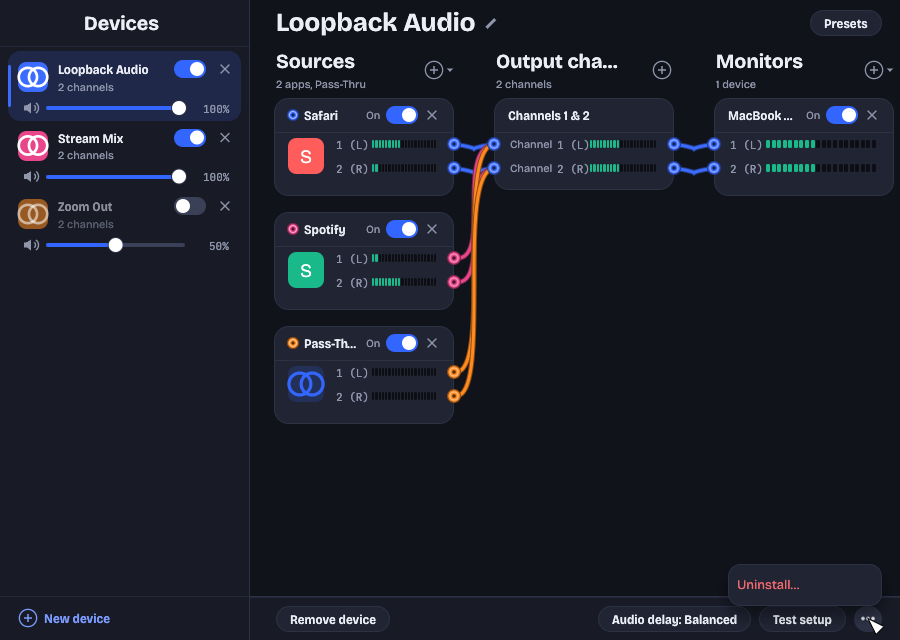 Devices
Loopback Audio
2 channels
100%
Stream Mix
2 channels
100%
Zoom Out
2 channels
50%
New device
Loopback Audio
Presets
Sources
2 apps, Pass-Thru
Output cha...
2 channels
Monitors
1 device
Safari On
S
1 (L)
2 (R)
Spotify On
S
1 (L)
2 (R)
Pass-Th... On
1 (L)
2 (R)
Channels 1 & 2
Channel 1 (L)
Channel 2 (R)
MacBook ... On
1 (L)
2 (R)
Uninstall...
Remove device
Audio delay: Balanced
Test setup